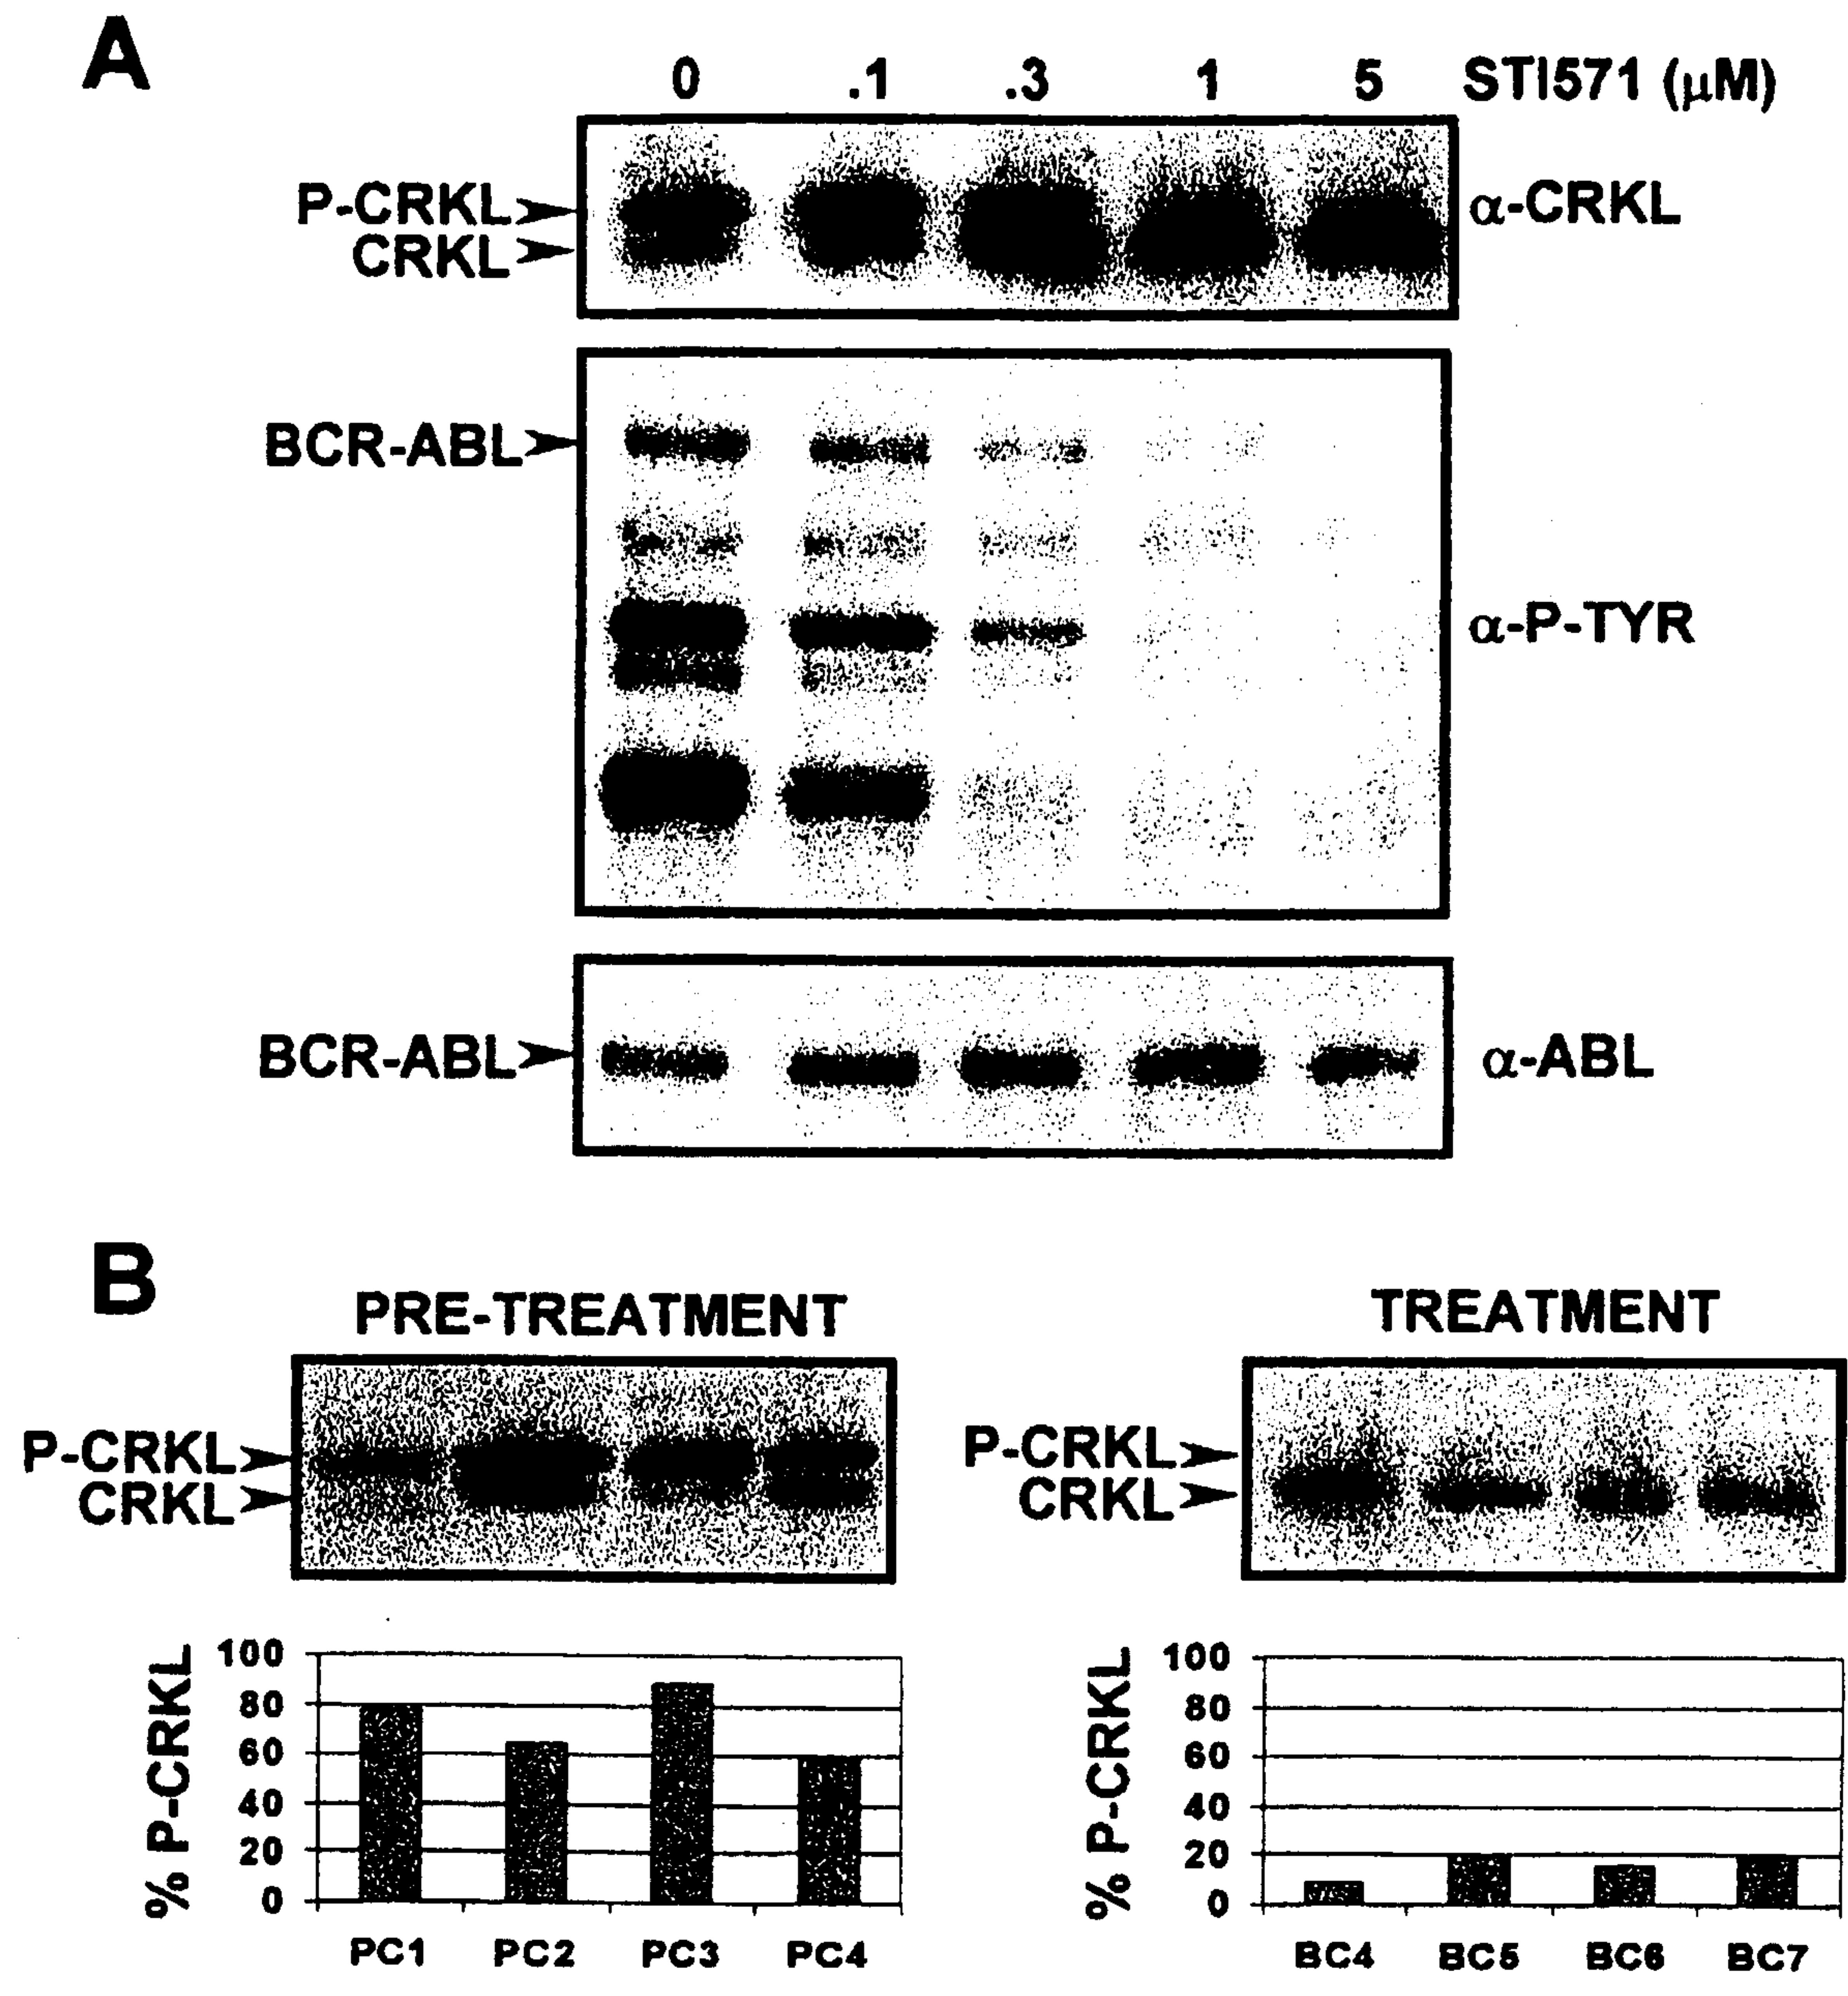 A
0 .1 .3 1 5 STI571 (μM)
P-CRKL
CRKL
α-CRKL
BCR-ABL
α-P-TYR
BCR-ABL
α-ABL
B
PRE-TREATMENT
P-CRKL
CRKL
% P-CRKL
100
80
60
40
20
0
PC1 PC2 PC3 PC4
TREATMENT
P-CRKL
CRKL
% P-CRKL
100
80
60
40
20
0
BC4 BC5 BC6 BC7